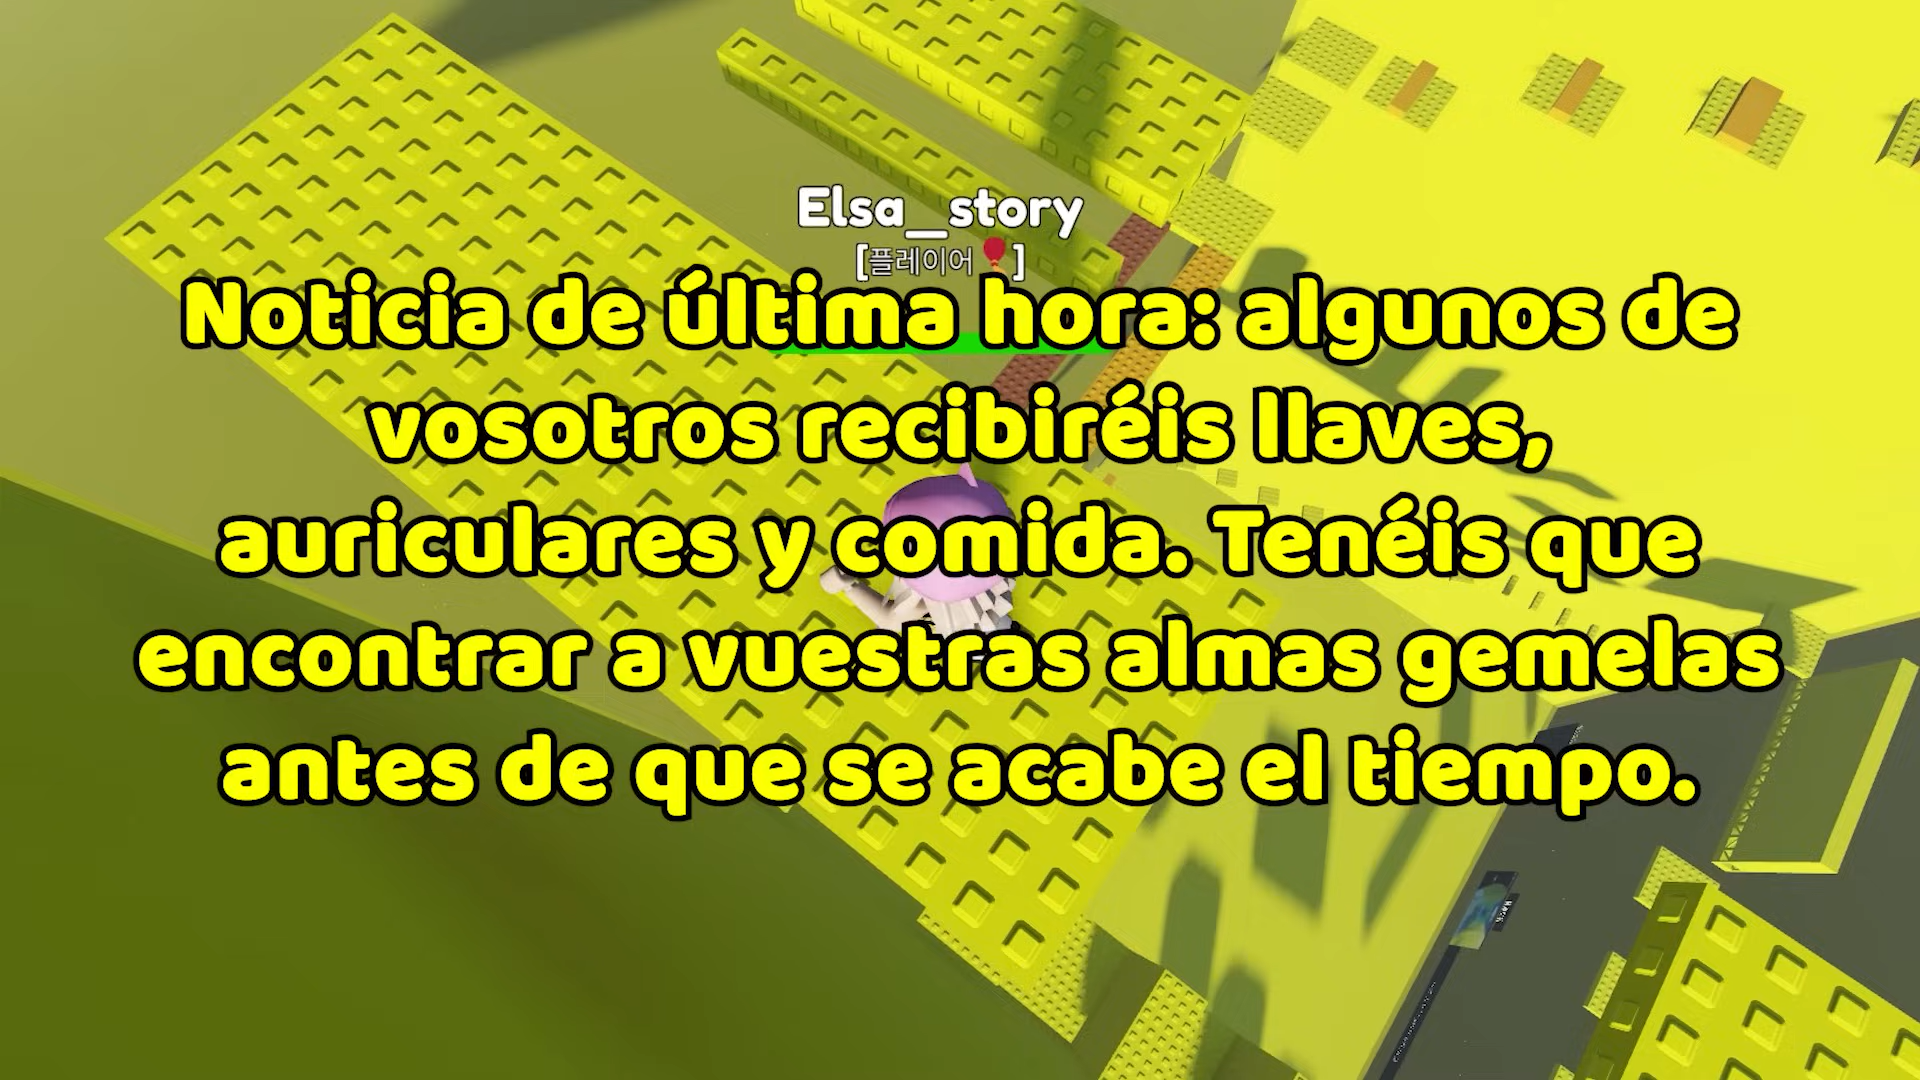 Elsa_story
[플레이어🎈]
Noticia de última hora: algunos de
vosotros recibiréis llaves,
auriculares y comida. Tenéis que
encontrar a vuestras almas gemelas
antes de que se acabe el tiempo.